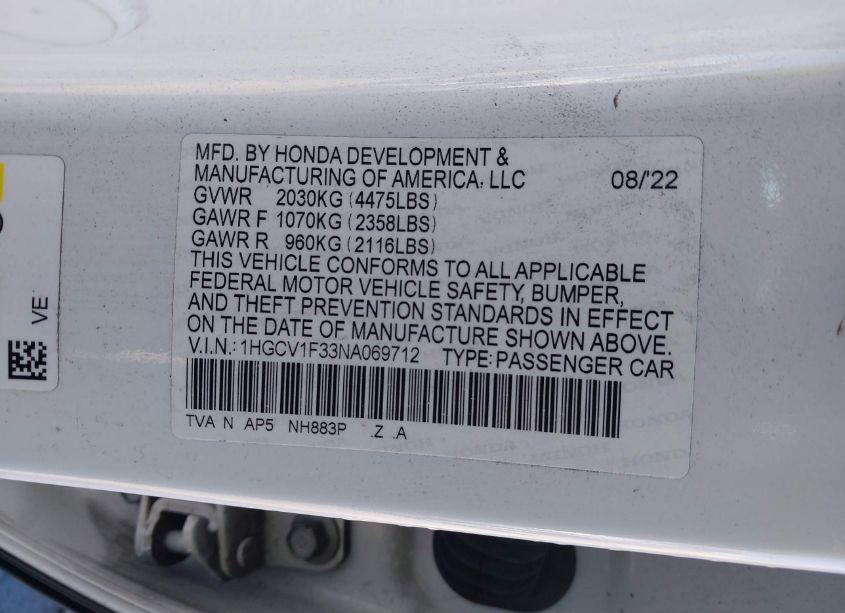 MFD. BY HONDA DEVELOPMENT &
MANUFACTURING OF AMERICA, LLC 08/'22
GVWR 2030KG (4475LBS)
GAWR F 1070KG (2358LBS)
GAWR R 960KG (2116LBS)
THIS VEHICLE CONFORMS TO ALL APPLICABLE
FEDERAL MOTOR VEHICLE SAFETY, BUMPER,
AND THEFT PREVENTION STANDARDS IN EFFECT
ON THE DATE OF MANUFACTURE SHOWN ABOVE.
V.I.N.: 1HGCV1F33NA069712 TYPE: PASSENGER CAR
TVA N AP5 NH883P .Z .A
VE